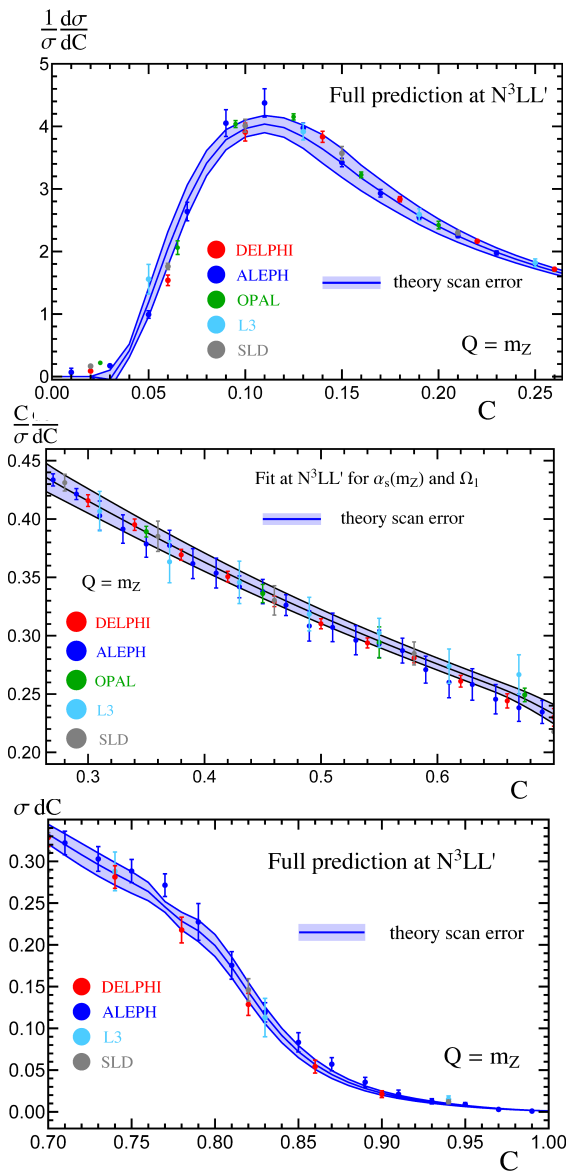 1 dσ
σ dC
Full prediction at N³LL'
5
4
3
2
1
0
DELPHI
ALEPH
OPAL
L3
SLD
theory scan error
Q = m_Z
0.00 0.05 0.10 0.15 0.20 0.25
C
C
σ dC
Fit at N³LL' for α_s(m_Z) and Ω_1
theory scan error
0.45
0.40
0.35
0.30
0.25
0.20
Q = m_Z
DELPHI
ALEPH
OPAL
L3
SLD
0.3 0.4 0.5 0.6
C
σ dC
Full prediction at N³LL'
theory scan error
0.30
0.25
0.20
0.15
0.10
0.05
0.00
DELPHI
ALEPH
L3
SLD
Q = m_Z
0.70 0.75 0.80 0.85 0.90 0.95 1.00
C